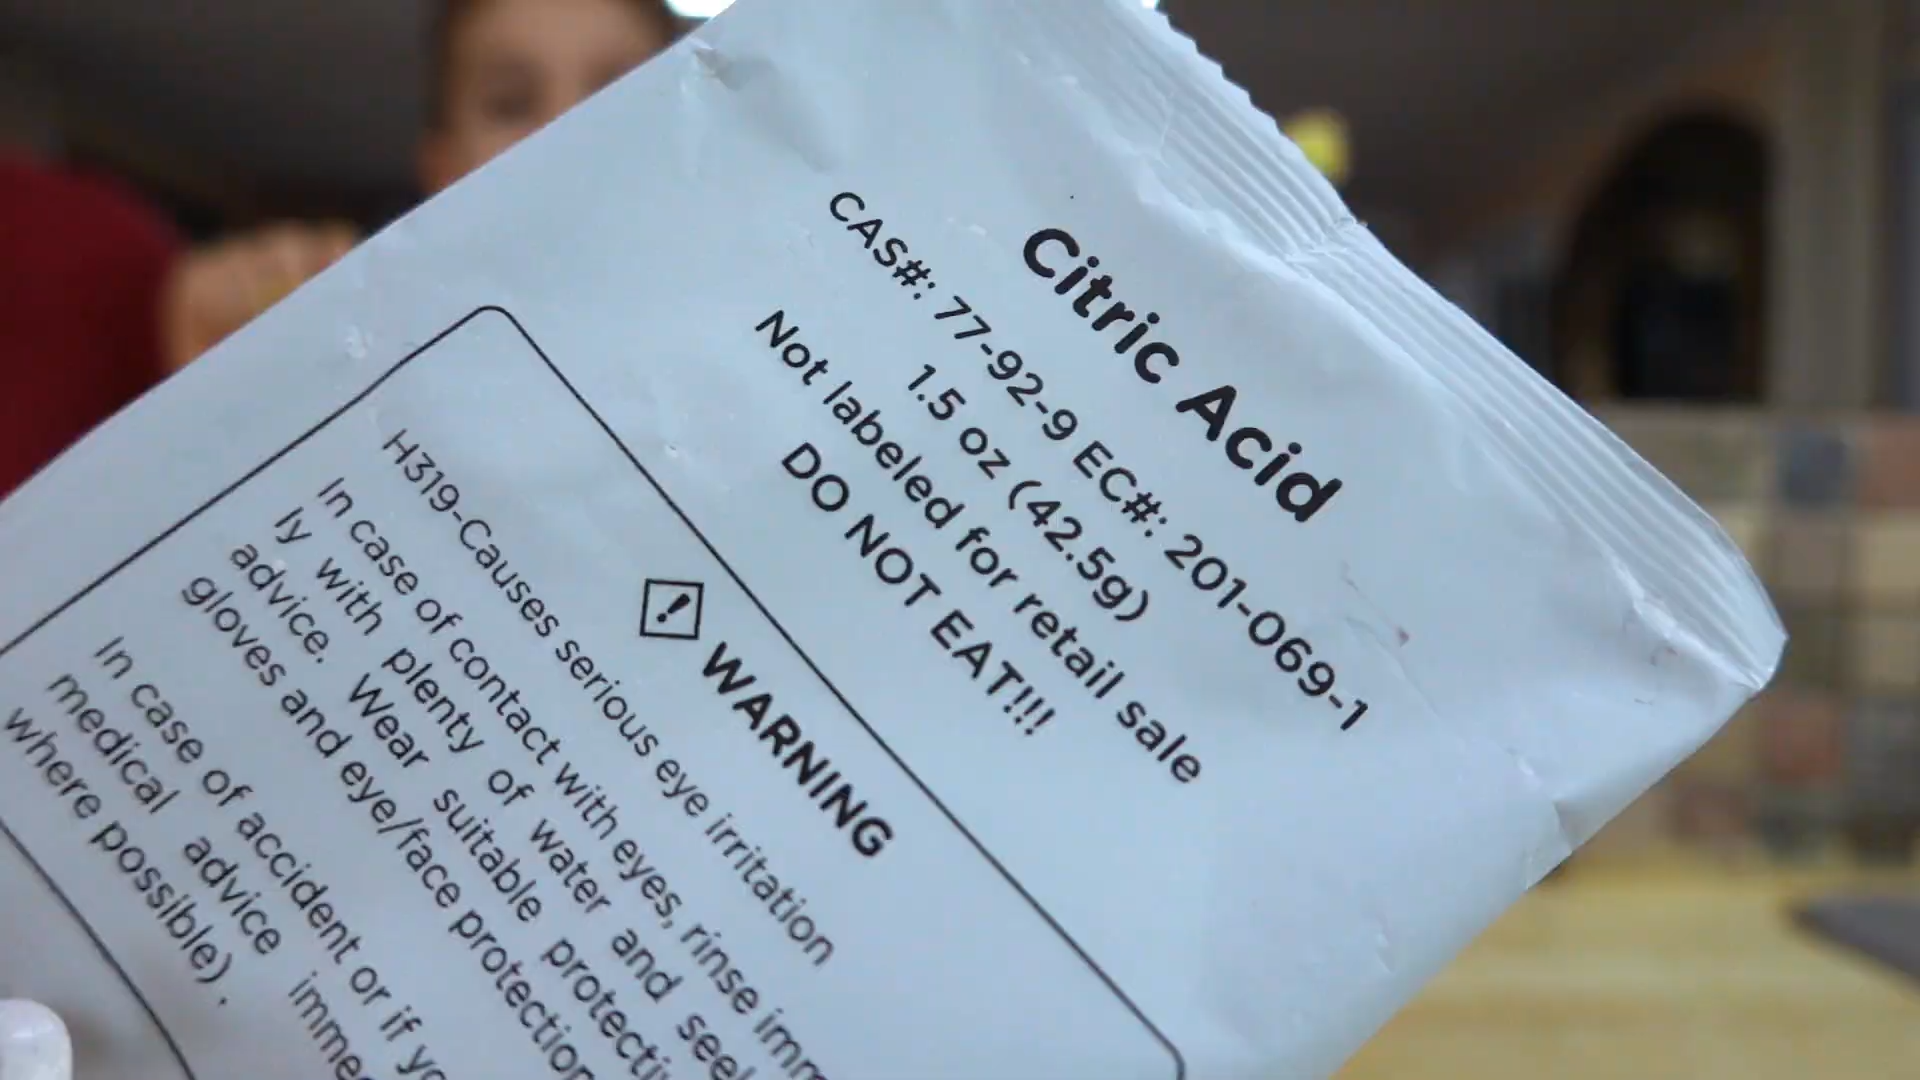 Citric Acid
CAS#: 77-92-9 EC#: 201-069-1
1.5 oz (42.5g)
Not labeled for retail sale
DO NOT EAT!!!
! WARNING
H319-Causes serious eye irritation
In case of contact with eyes, rinse imm
ly with plenty of water and seek
advice. Wear suitable protecti
gloves and eye/face protection
In case of accident or if yo
medical advice imme
where possible).